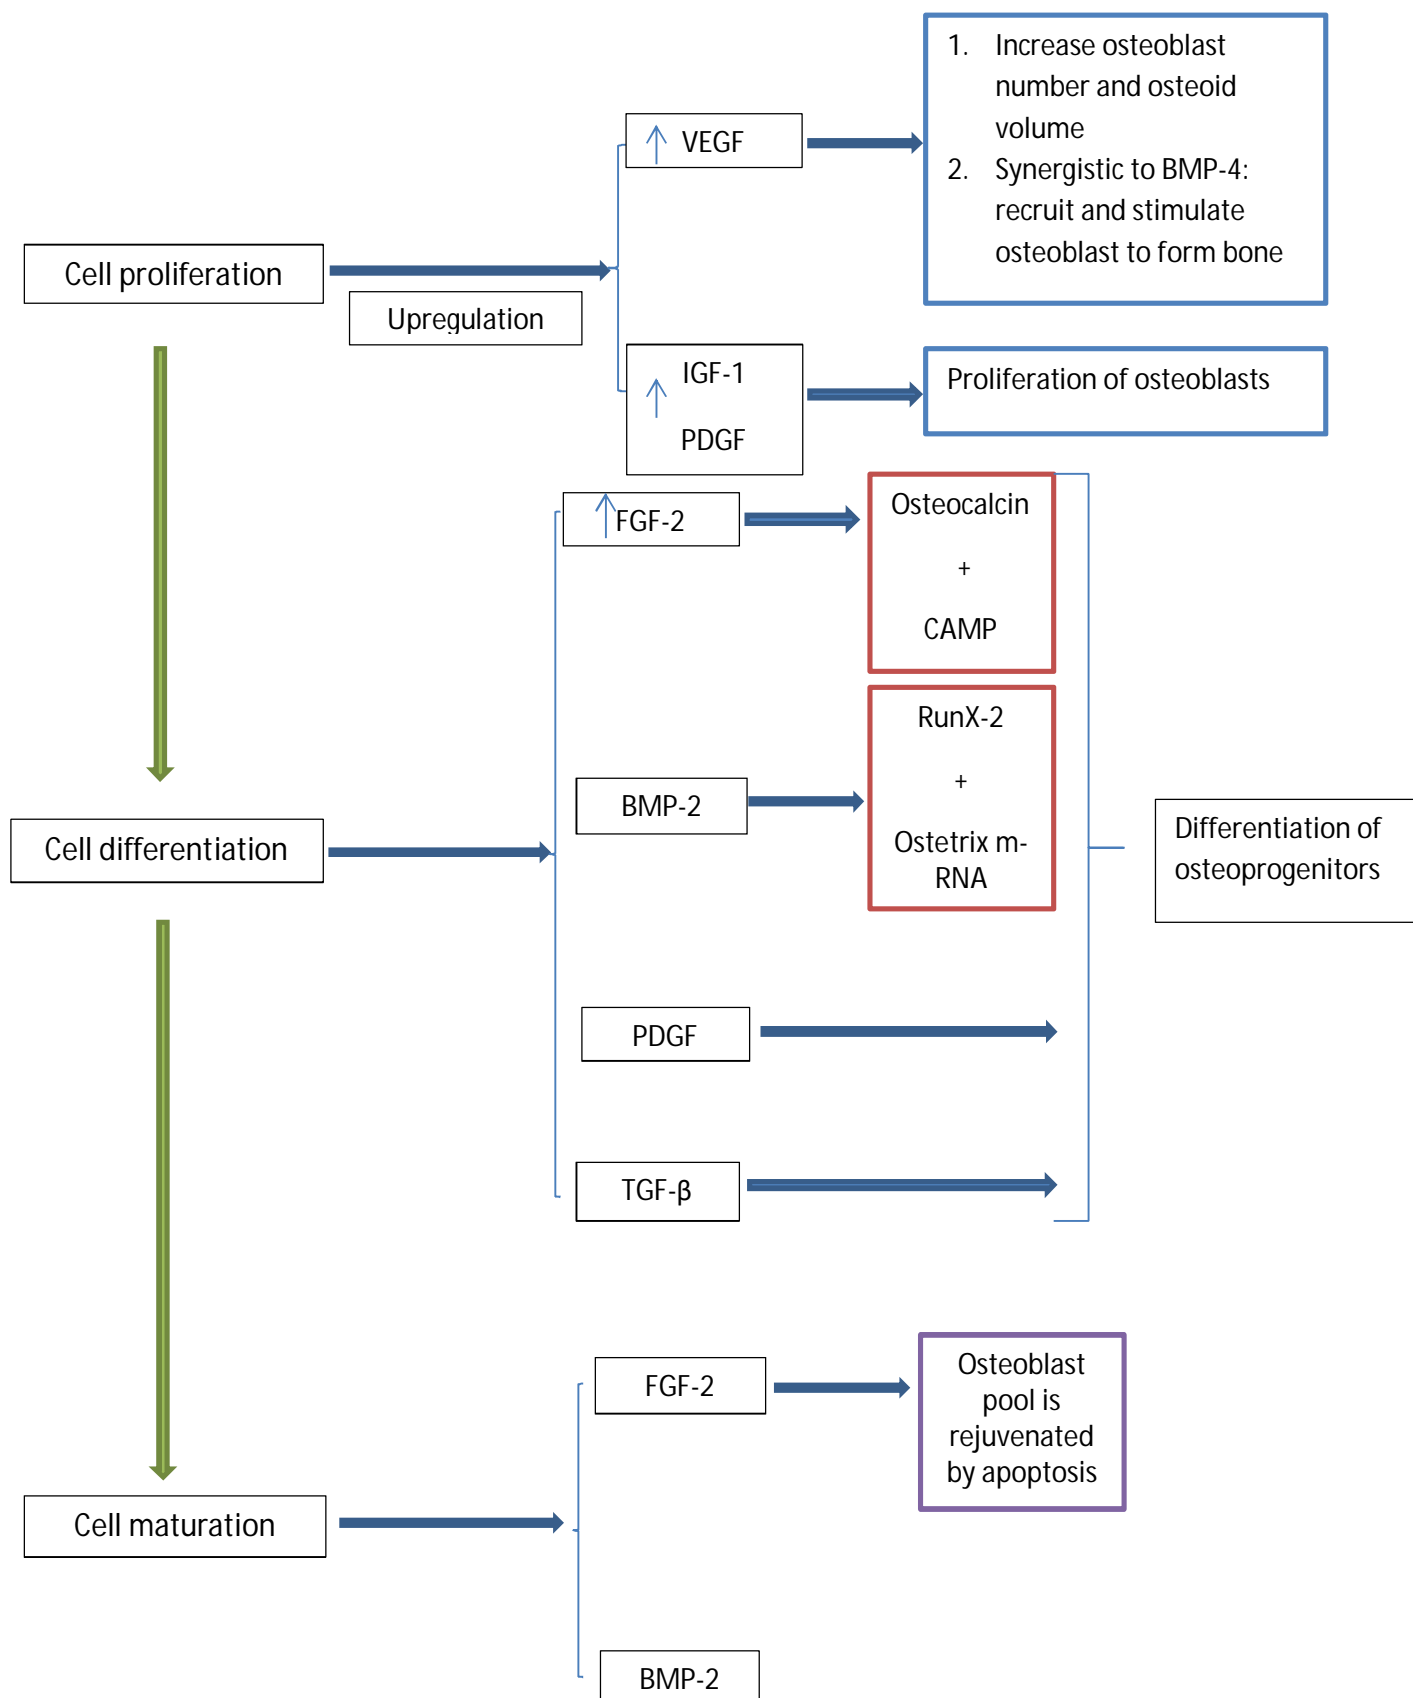 1. Increase osteoblast
number and osteoid
volume
2. Synergistic to BMP-4:
recruit and stimulate
osteoblast to form bone
VEGF
Cell proliferation
Upregulation
IGF-1
PDGF
Proliferation of osteoblasts
FGF-2
Osteocalcin
+
CAMP
RunX-2
+
Ostetrix m-
RNA
BMP-2
Cell differentiation
Differentiation of
osteoprogenitors
PDGF
TGF-β
FGF-2
Osteoblast
pool is
rejuvenated
by apoptosis
Cell maturation
BMP-2